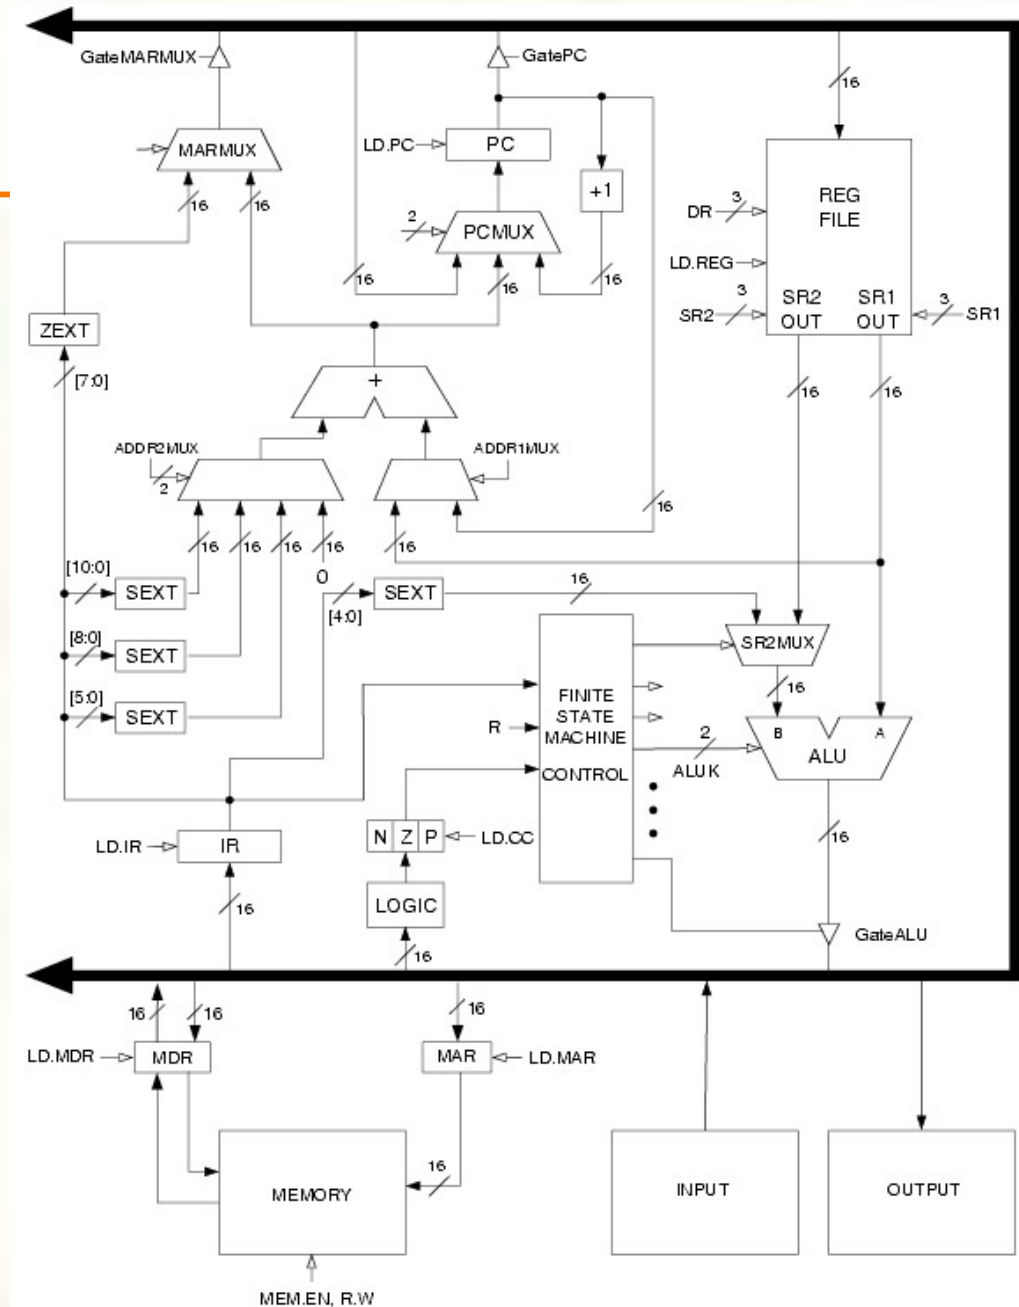 GateMARMUX
GatePC
16
LD.PC
PC
MARMUX
+1
REG
FILE
3
DR
16
16
2
PCMUX
LD.REG
16
16
16
3
SR2
SR2
OUT
SR1
OUT
3
SR1
ZEXT
[7:0]
+
16
16
ADDR2MUX
2
ADDR1MUX
16
16
16
16
16
16
0
[10:0]
SEXT
[4:0]
SEXT
16
[8:0]
SEXT
SR2MUX
16
[5:0]
SEXT
FINITE
STATE
MACHINE
CONTROL
R
2
ALUK
B
A
ALU
LD.IR
IR
N Z P
LD.CC
16
16
LOGIC
16
GateALU
16
16
16
LD.MDR
MDR
MAR
LD.MAR
16
MEMORY
INPUT
OUTPUT
MEM.EN, R.W